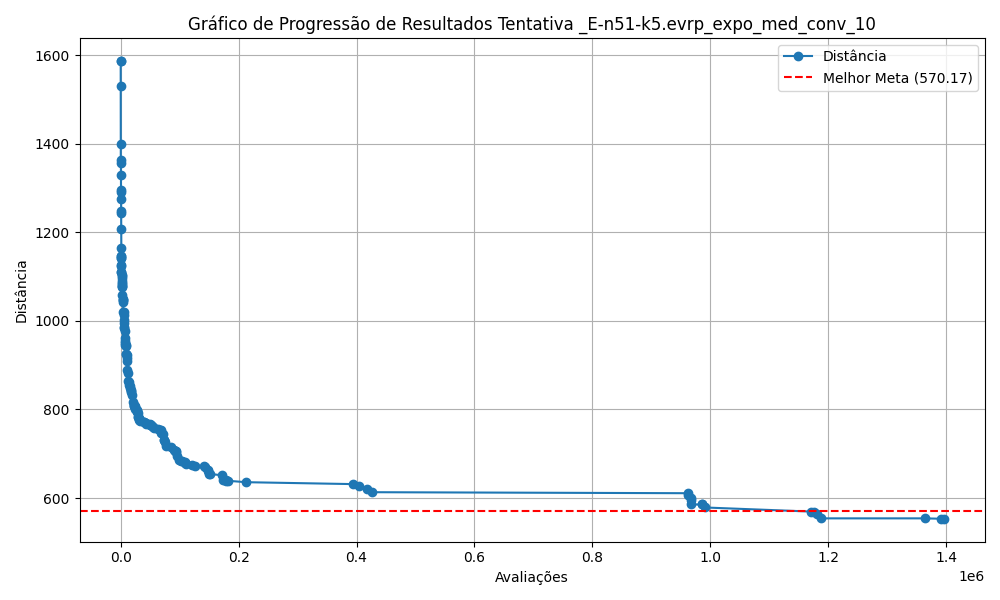 Gráfico de Progressão de Resultados Tentativa _E-n51-k5.evrp_expo_med_conv_10
Distância
Melhor Meta (570.17)
1600
1400
1200
1000
800
600
Distância
0.0
0.2
0.4
0.6
0.8
1.0
1.2
1.4
1e6
Avaliações